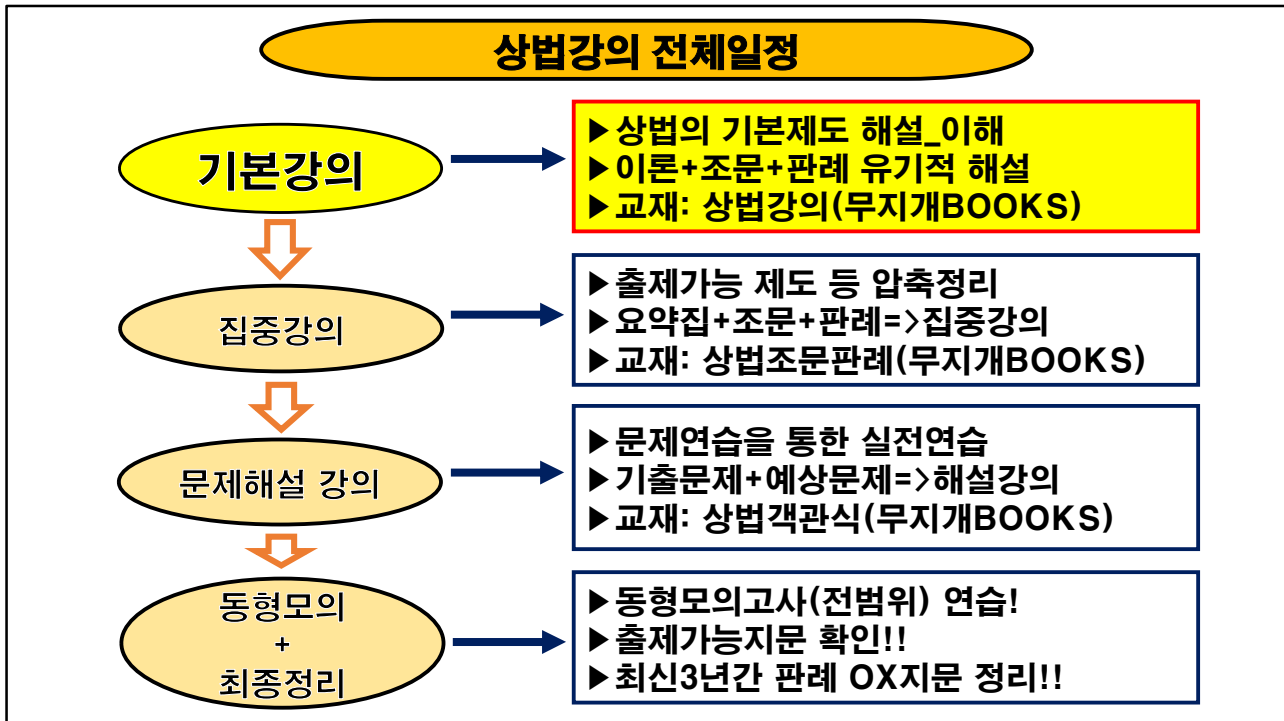 상법강의 전체일정
기본강의
▶상법의 기본제도 해설_이해
▶이론+조문+판례 유기적 해설
▶교재: 상법강의(무지개BOOKS)
집중강의
▶출제가능 제도 등 압축정리
▶요약집+조문+판례=>집중강의
▶교재: 상법조문판례(무지개BOOKS)
문제해설 강의
▶문제연습을 통한 실전연습
▶기출문제+예상문제=>해설강의
▶교재: 상법객관식(무지개BOOKS)
동형모의
+
최종정리
▶동형모의고사(전범위) 연습!
▶출제가능지문 확인!!
▶최신3년간 판례 OX지문 정리!!